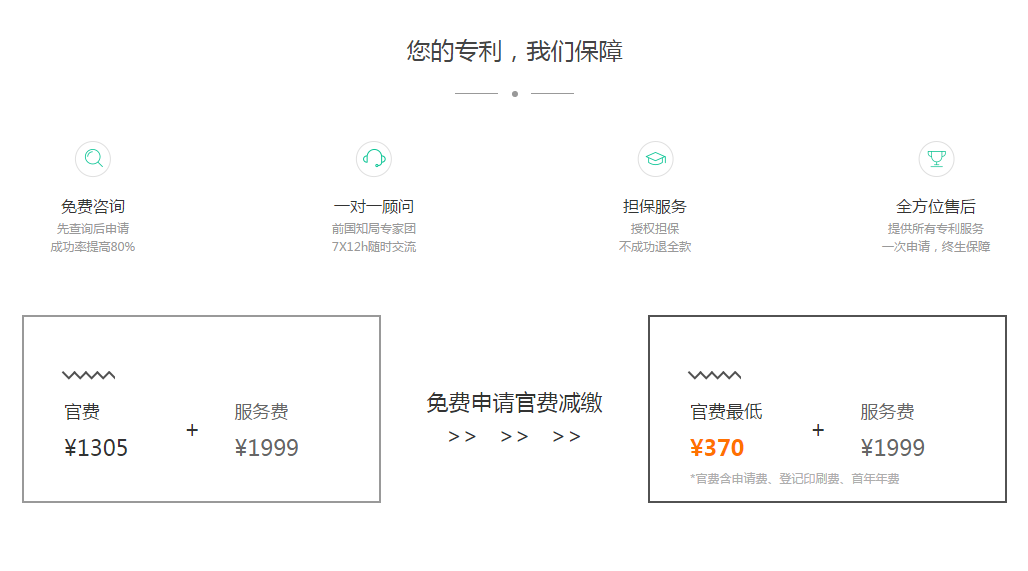 您的专利，我们保障
免费咨询
先查询后申请
成功率提高80%
一对一顾问
前国知局专家团
7X12h随时交流
担保服务
授权担保
不成功退全款
全方位售后
提供所有专利服务
一次申请，终生保障
官费
¥1305
+
服务费
¥1999
免费申请官费减缴
>> >> >>
官费最低
¥370
+
服务费
¥1999
*官费含申请费、登记印刷费、首年年费